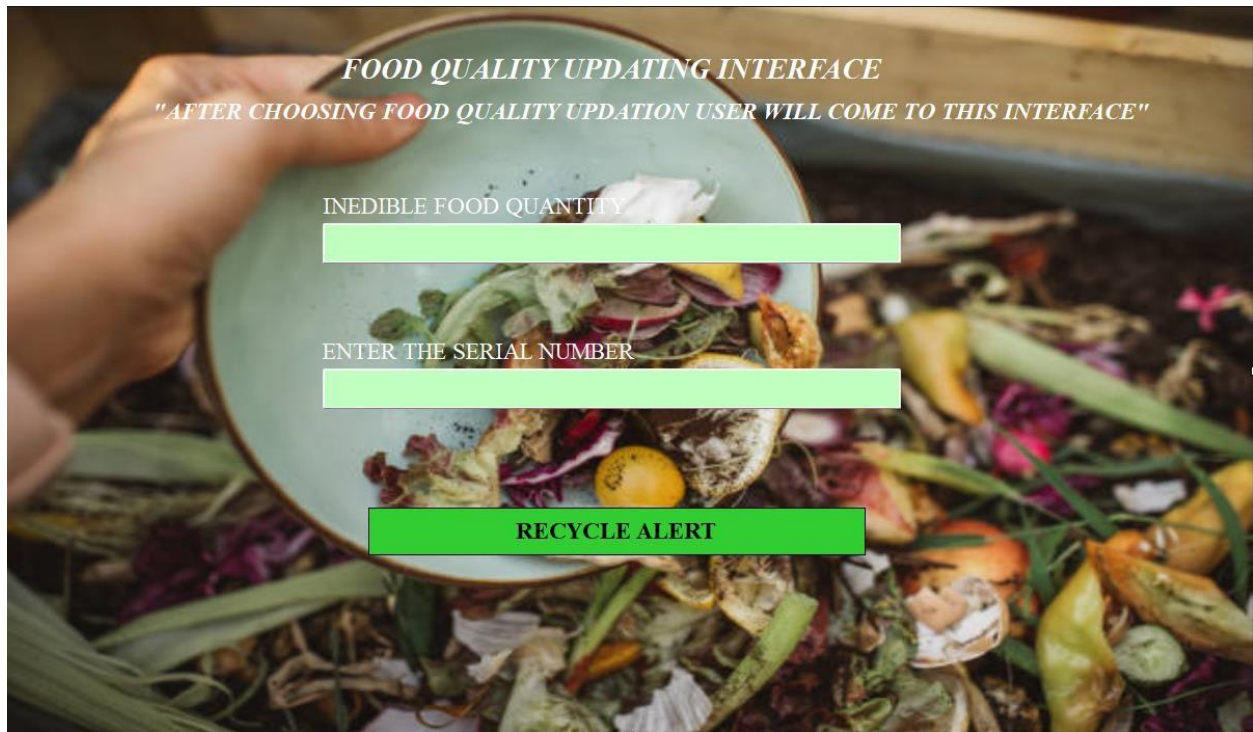 FOOD QUALITY UPDATING INTERFACE
"AFTER CHOOSING FOOD QUALITY UPDATION USER WILL COME TO THIS INTERFACE"
INEDIBLE FOOD QUANTITY
ENTER THE SERIAL NUMBER
RECYCLE ALERT